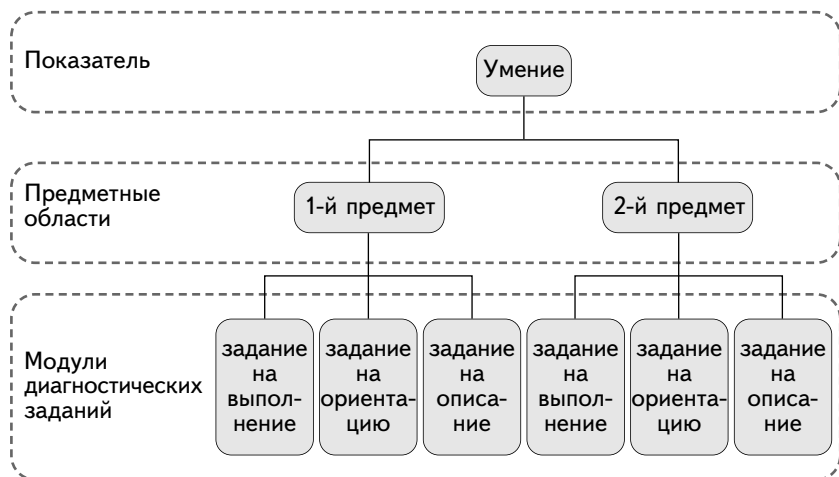 Показатель
Умение
Предметные
области
1-й предмет
2-й предмет
Модули
диагностических
заданий
задание
на
выпол-
нение
задание
на
ориента-
цию
задание
на
описа-
ние
задание
на
выпол-
нение
задание
на
ориента-
цию
задание
на
описа-
ние